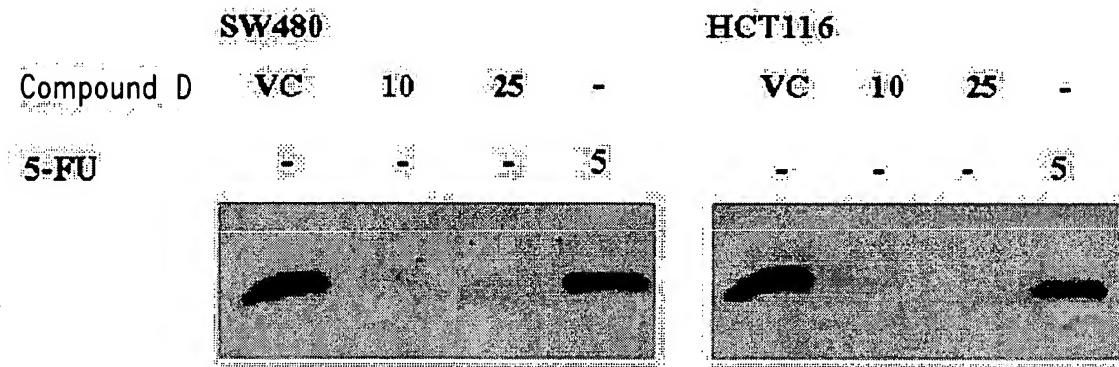 SW480 HCT116
Compound D VC 10 25 - VC 10 25 -
5-FU - - - 5 - - - 5